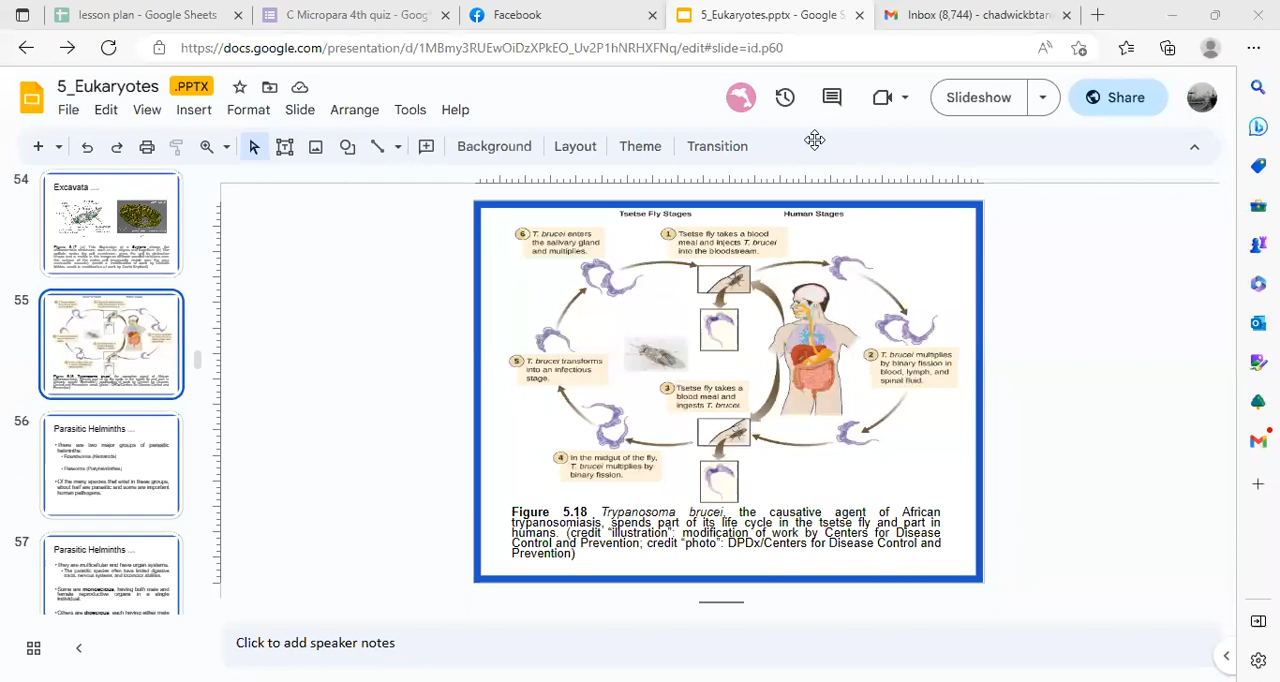 lesson plan - Google Sheets
C Micropara 4th quiz - Goog
Facebook
5_Eukaryotes.pptx - Google S
Inbox (8,744) - chadwickbtan
https://docs.google.com/presentation/d/1MBmy3RUEwOiDzXPkEO_Uv2P1hNRHXFNq/edit#slide=id.p60
5_Eukaryotes .PPTX
File Edit View Insert Format Slide Arrange Tools Help
Slideshow
Share
Background Layout Theme Transition
54
Excavata ....
55
56
Parasitic Helminths ...
57
Parasitic Helminths ...
Tsetse Fly Stages
Human Stages
6 T. brucei enters
the salivary gland
and multiplies.
1 Tsetse fly takes a blood
meal and injects T. brucei
into the bloodstream.
2 T. brucei multiplies
by binary fission in
blood, lymph, and
spinal fluid.
5 T. brucei transforms
into an infectious
stage.
3 Tsetse fly takes a
blood meal and
ingests T. brucei.
4 In the midgut of the fly,
T. brucei multiplies by
binary fission.
Figure 5.18 Trypanosoma brucei, the causative agent of African
trypanosomiasis, spends part of its life cycle in the tsetse fly and part in
humans. (credit “illustration”: modification of work by Centers for Disease
Control and Prevention; credit “photo”: DPDx/Centers for Disease Control and
Prevention)
Click to add speaker notes